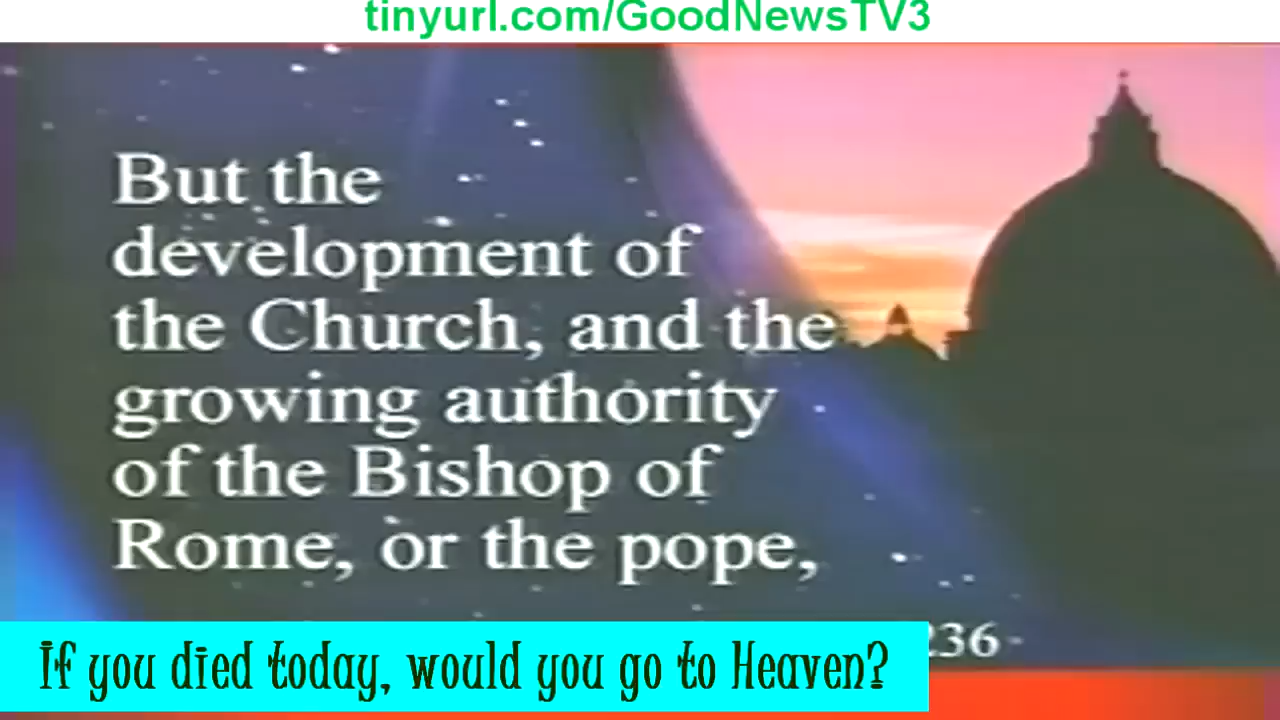 tinyurl.com/GoodNewsTV3
But the
development of
the Church, and the
growing authority
of the Bishop of
Rome, or the pope,
236
If you died today, would you go to Heaven?